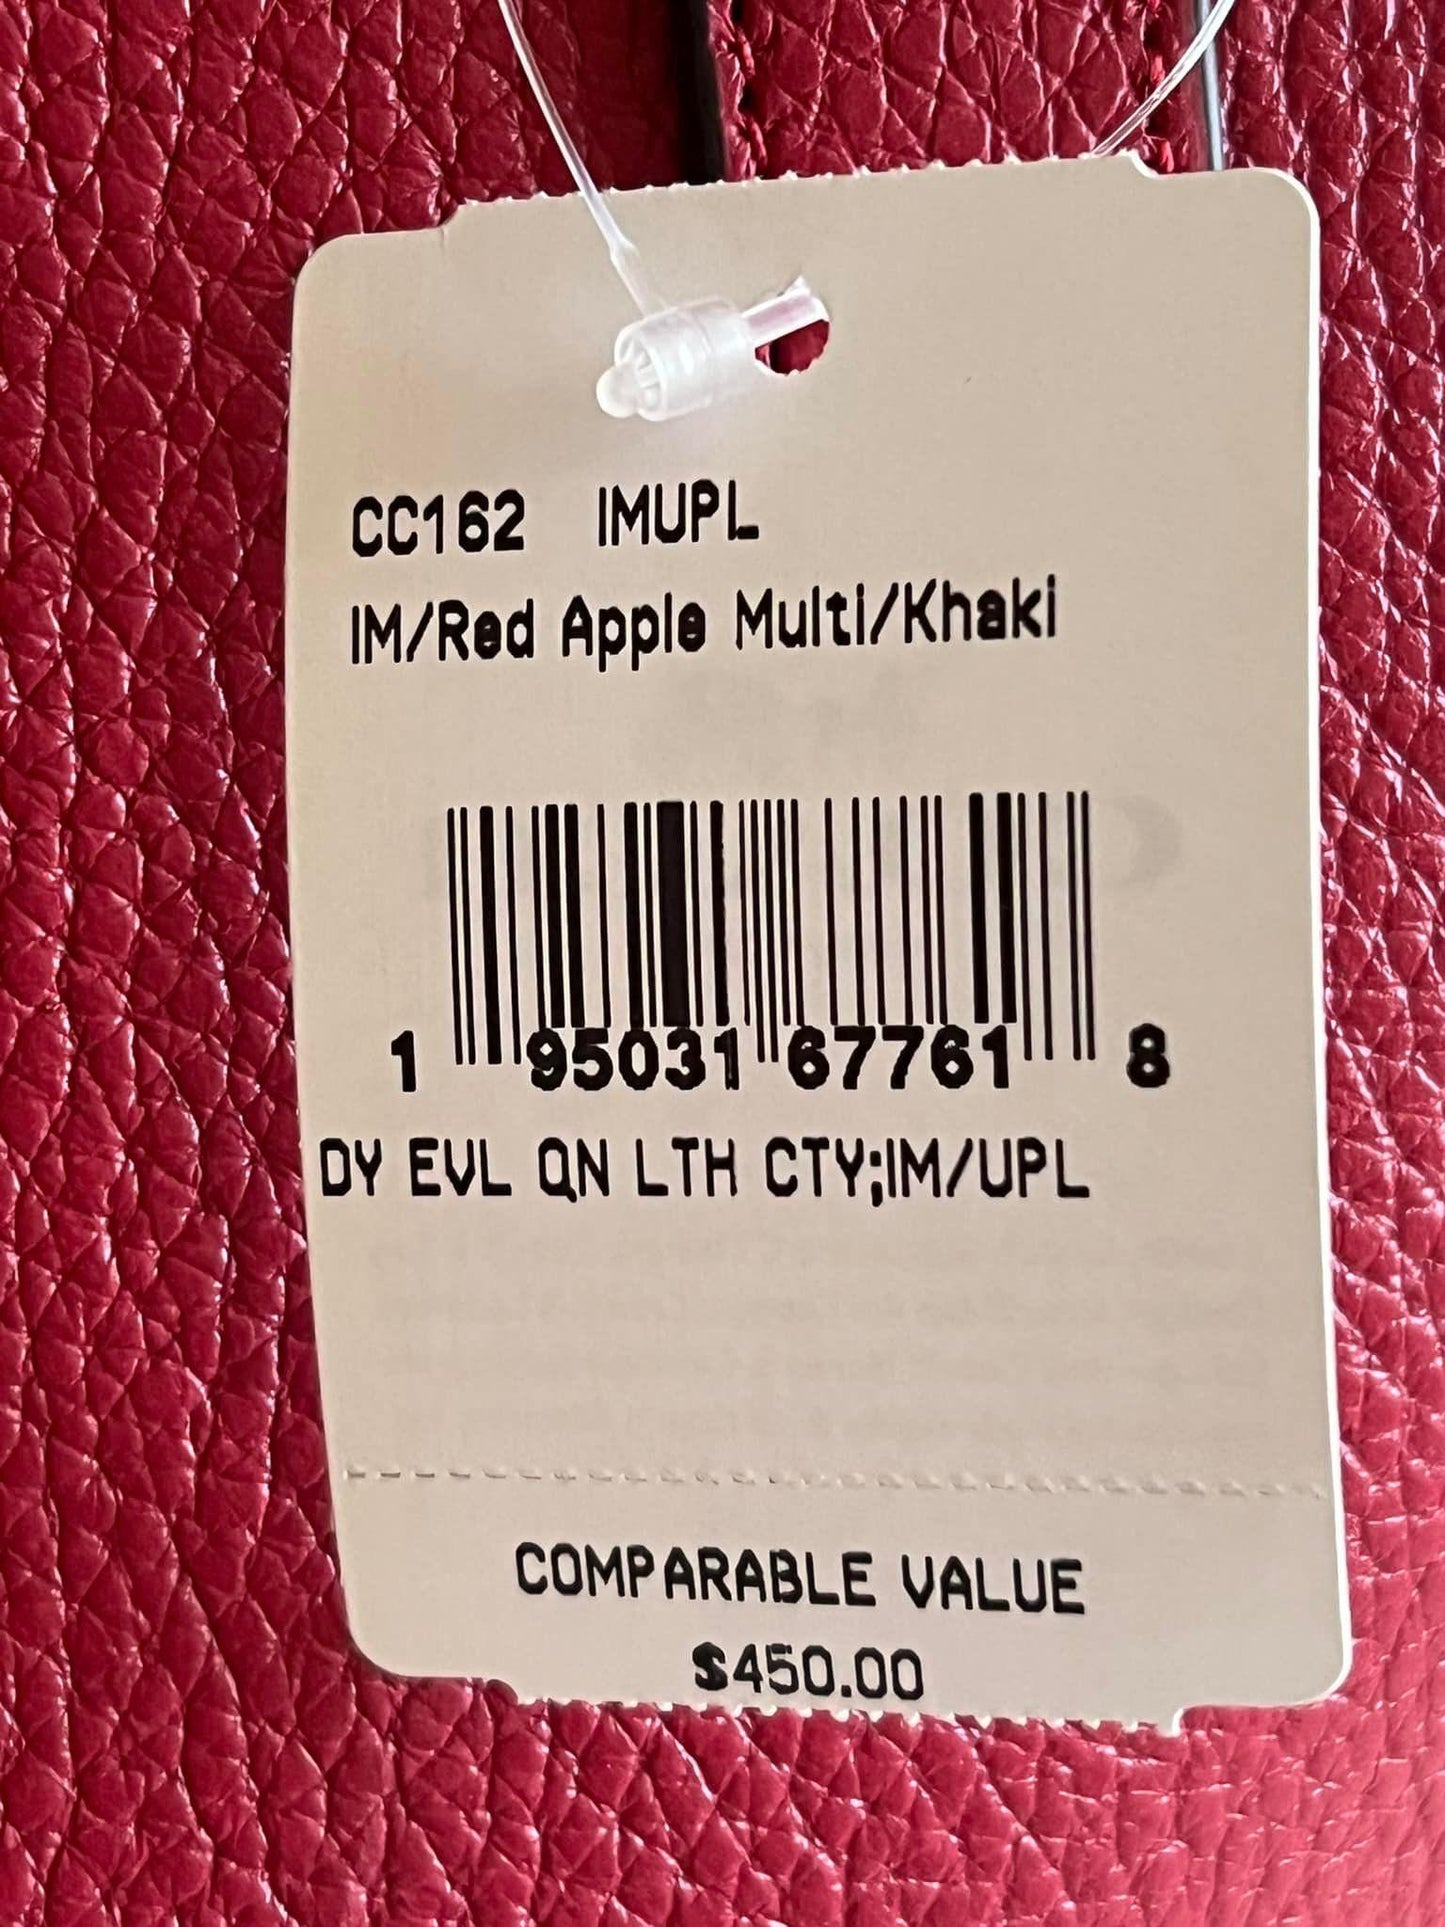 CC162 IMUPL
IM/Red Apple Multi/Khaki
1 95031 67761 8
DY EVL QN LTH CTY;IM/UPL
COMPARABLE VALUE
$450.00